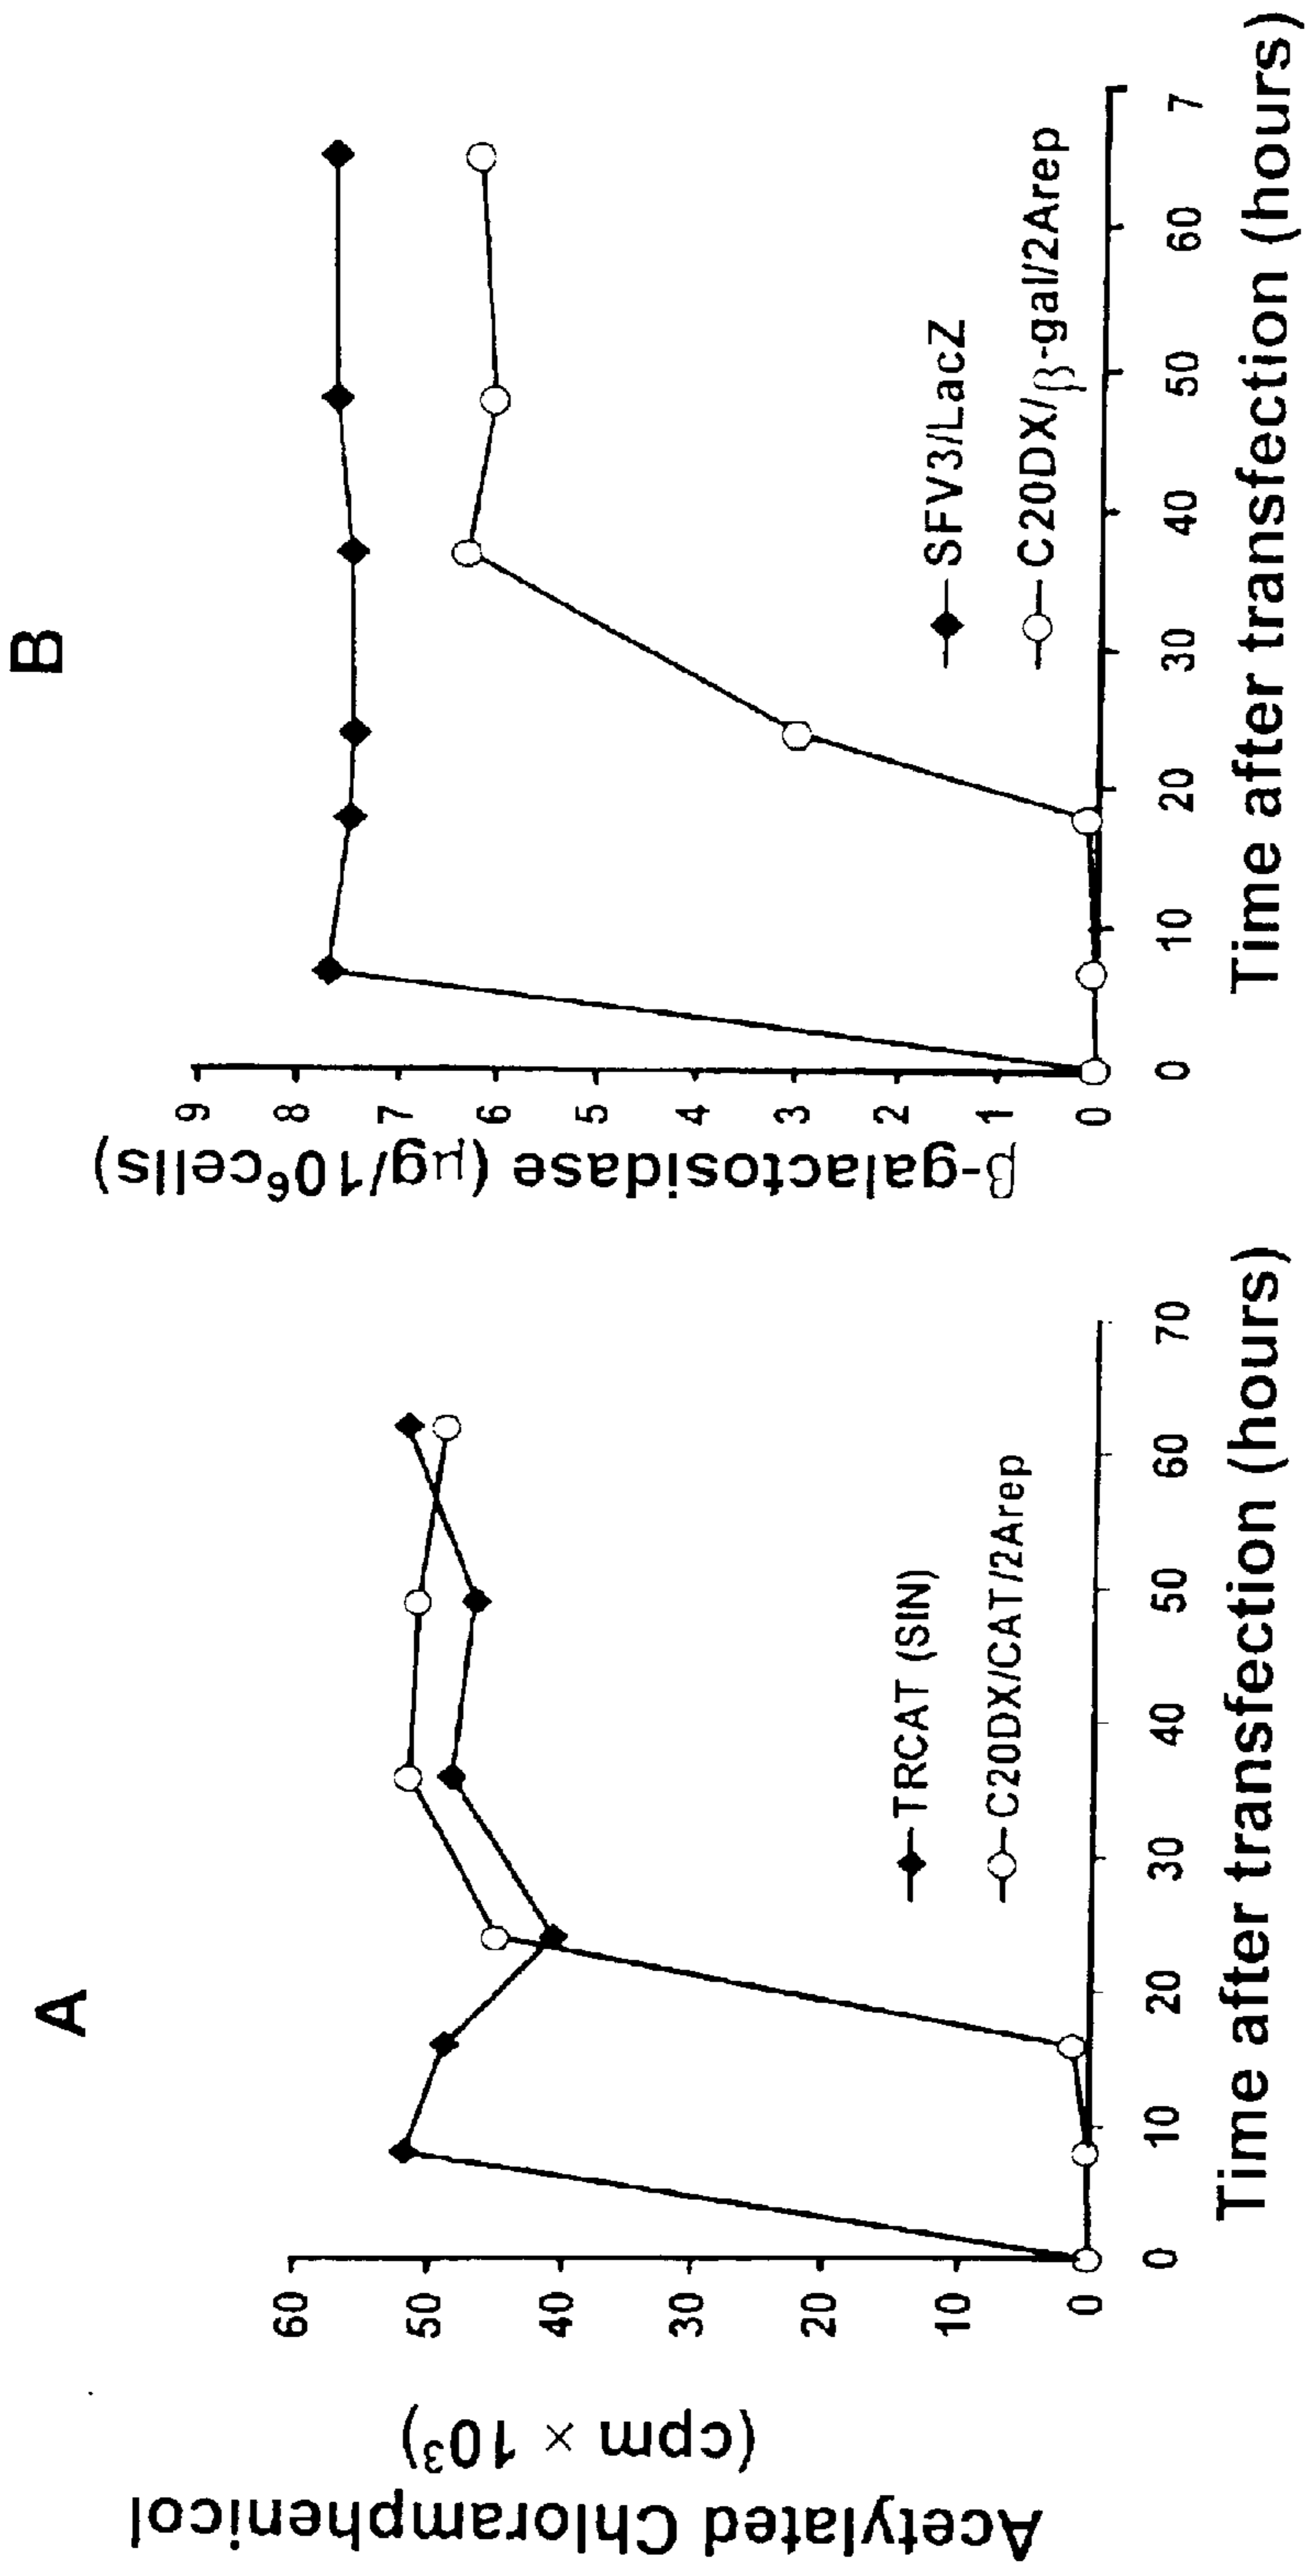 A
Acetylated Chloramphenicol
(cpm × 10³)
60
50
40
30
20
10
0
0 10 20 30 40 50 60 70
Time after transfection (hours)
TRCAT (SIN)
C20DX/CAT/2Arep
B
β-galactosidase (μg/10⁶cells)
9
8
7
6
5
4
3
2
1
0
0 10 20 30 40 50 60 7
Time after transfection (hours)
SFV3/LacZ
C20DX/β-gal/2Arep